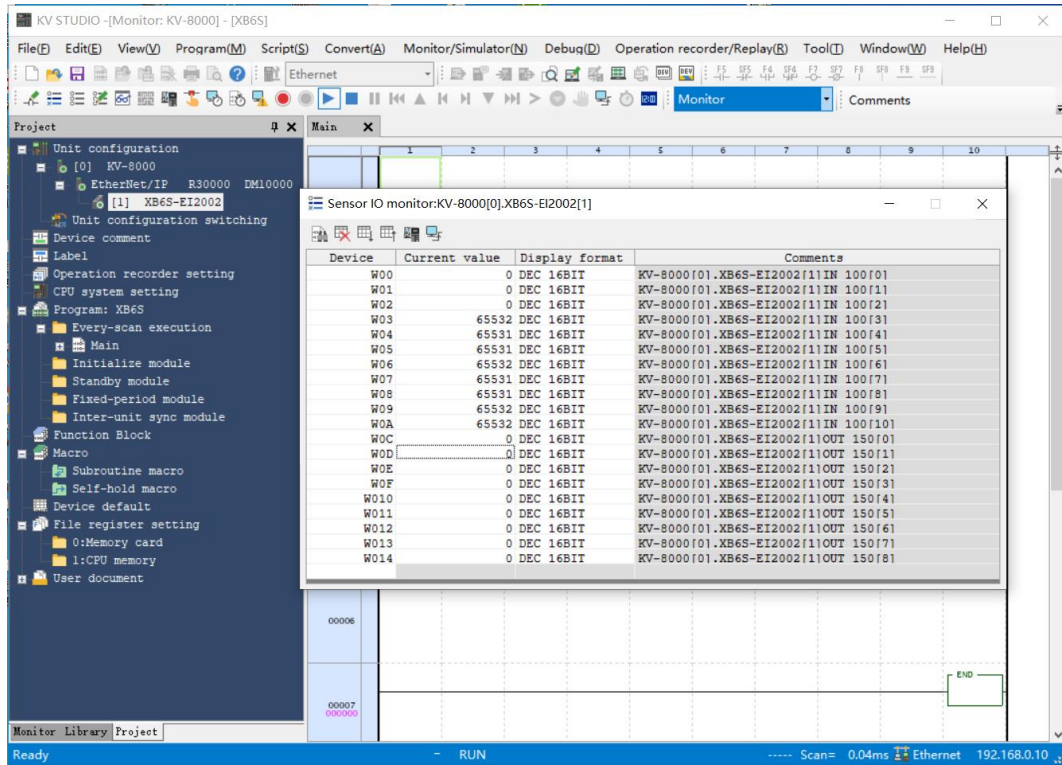 KV STUDIO -[Monitor: KV-8000] - [XB6S]
File(F) Edit(E) View(V) Program(M) Script(S) Convert(A) Monitor/Simulator(N) Debug(D) Operation recorder/Replay(R) Tool(T) Window(W) Help(H)
Ethernet
Monitor Comments
Project Main
1 2 3 4 5 6 7 8 9 10
Unit configuration
[0] KV-8000
EtherNet/IP R30000 DM10000
[1] XB6S-EI2002
Unit configuration switching
Device comment
Label
Operation recorder setting
CPU system setting
Program: XB6S
Every-scan execution
Main
Initialize module
Standby module
Fixed-period module
Inter-unit sync module
Function Block
Macro
Subroutine macro
Self-hold macro
Device default
File register setting
0:Memory card
1:CPU memory
User document
Monitor Library Project
Sensor IO monitor:KV-8000[0].XB6S-EI2002[1]
Device Current value Display format Comments
W00 0 DEC 16BIT KV-8000[0].XB6S-EI2002[1]IN 100[0]
W01 0 DEC 16BIT KV-8000[0].XB6S-EI2002[1]IN 100[1]
W02 0 DEC 16BIT KV-8000[0].XB6S-EI2002[1]IN 100[2]
W03 65532 DEC 16BIT KV-8000[0].XB6S-EI2002[1]IN 100[3]
W04 65531 DEC 16BIT KV-8000[0].XB6S-EI2002[1]IN 100[4]
W05 65531 DEC 16BIT KV-8000[0].XB6S-EI2002[1]IN 100[5]
W06 65532 DEC 16BIT KV-8000[0].XB6S-EI2002[1]IN 100[6]
W07 65531 DEC 16BIT KV-8000[0].XB6S-EI2002[1]IN 100[7]
W08 65531 DEC 16BIT KV-8000[0].XB6S-EI2002[1]IN 100[8]
W09 65532 DEC 16BIT KV-8000[0].XB6S-EI2002[1]IN 100[9]
W0A 65532 DEC 16BIT KV-8000[0].XB6S-EI2002[1]IN 100[10]
W0C 0 DEC 16BIT KV-8000[0].XB6S-EI2002[1]OUT 150[0]
W0D 0 DEC 16BIT KV-8000[0].XB6S-EI2002[1]OUT 150[1]
W0E 0 DEC 16BIT KV-8000[0].XB6S-EI2002[1]OUT 150[2]
W0F 0 DEC 16BIT KV-8000[0].XB6S-EI2002[1]OUT 150[3]
W010 0 DEC 16BIT KV-8000[0].XB6S-EI2002[1]OUT 150[4]
W011 0 DEC 16BIT KV-8000[0].XB6S-EI2002[1]OUT 150[5]
W012 0 DEC 16BIT KV-8000[0].XB6S-EI2002[1]OUT 150[6]
W013 0 DEC 16BIT KV-8000[0].XB6S-EI2002[1]OUT 150[7]
W014 0 DEC 16BIT KV-8000[0].XB6S-EI2002[1]OUT 150[8]
00006
END
00007
000000
Ready - RUN ----- Scan= 0.04ms Ethernet 192.168.0.10